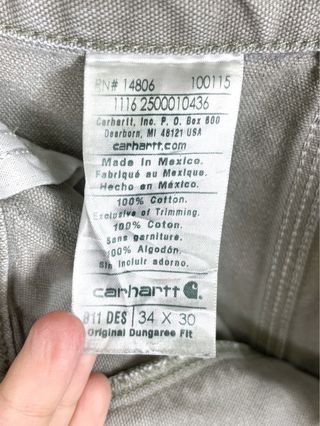 RN# 14806 100115
1116 2500010436
Carhartt, Inc. P. O. Box 600
Dearborn, MI 48121 USA
carhartt.com
Made in Mexico.
Fabriqué au Mexique.
Hecho en México.
100% Cotton.
Exclusive of Trimming.
100% Cotton.
Sans garniture.
100% Algodón.
Sin incluir adorno.
carhartt
B11 DES 34 X 30
Original Dungaree Fit